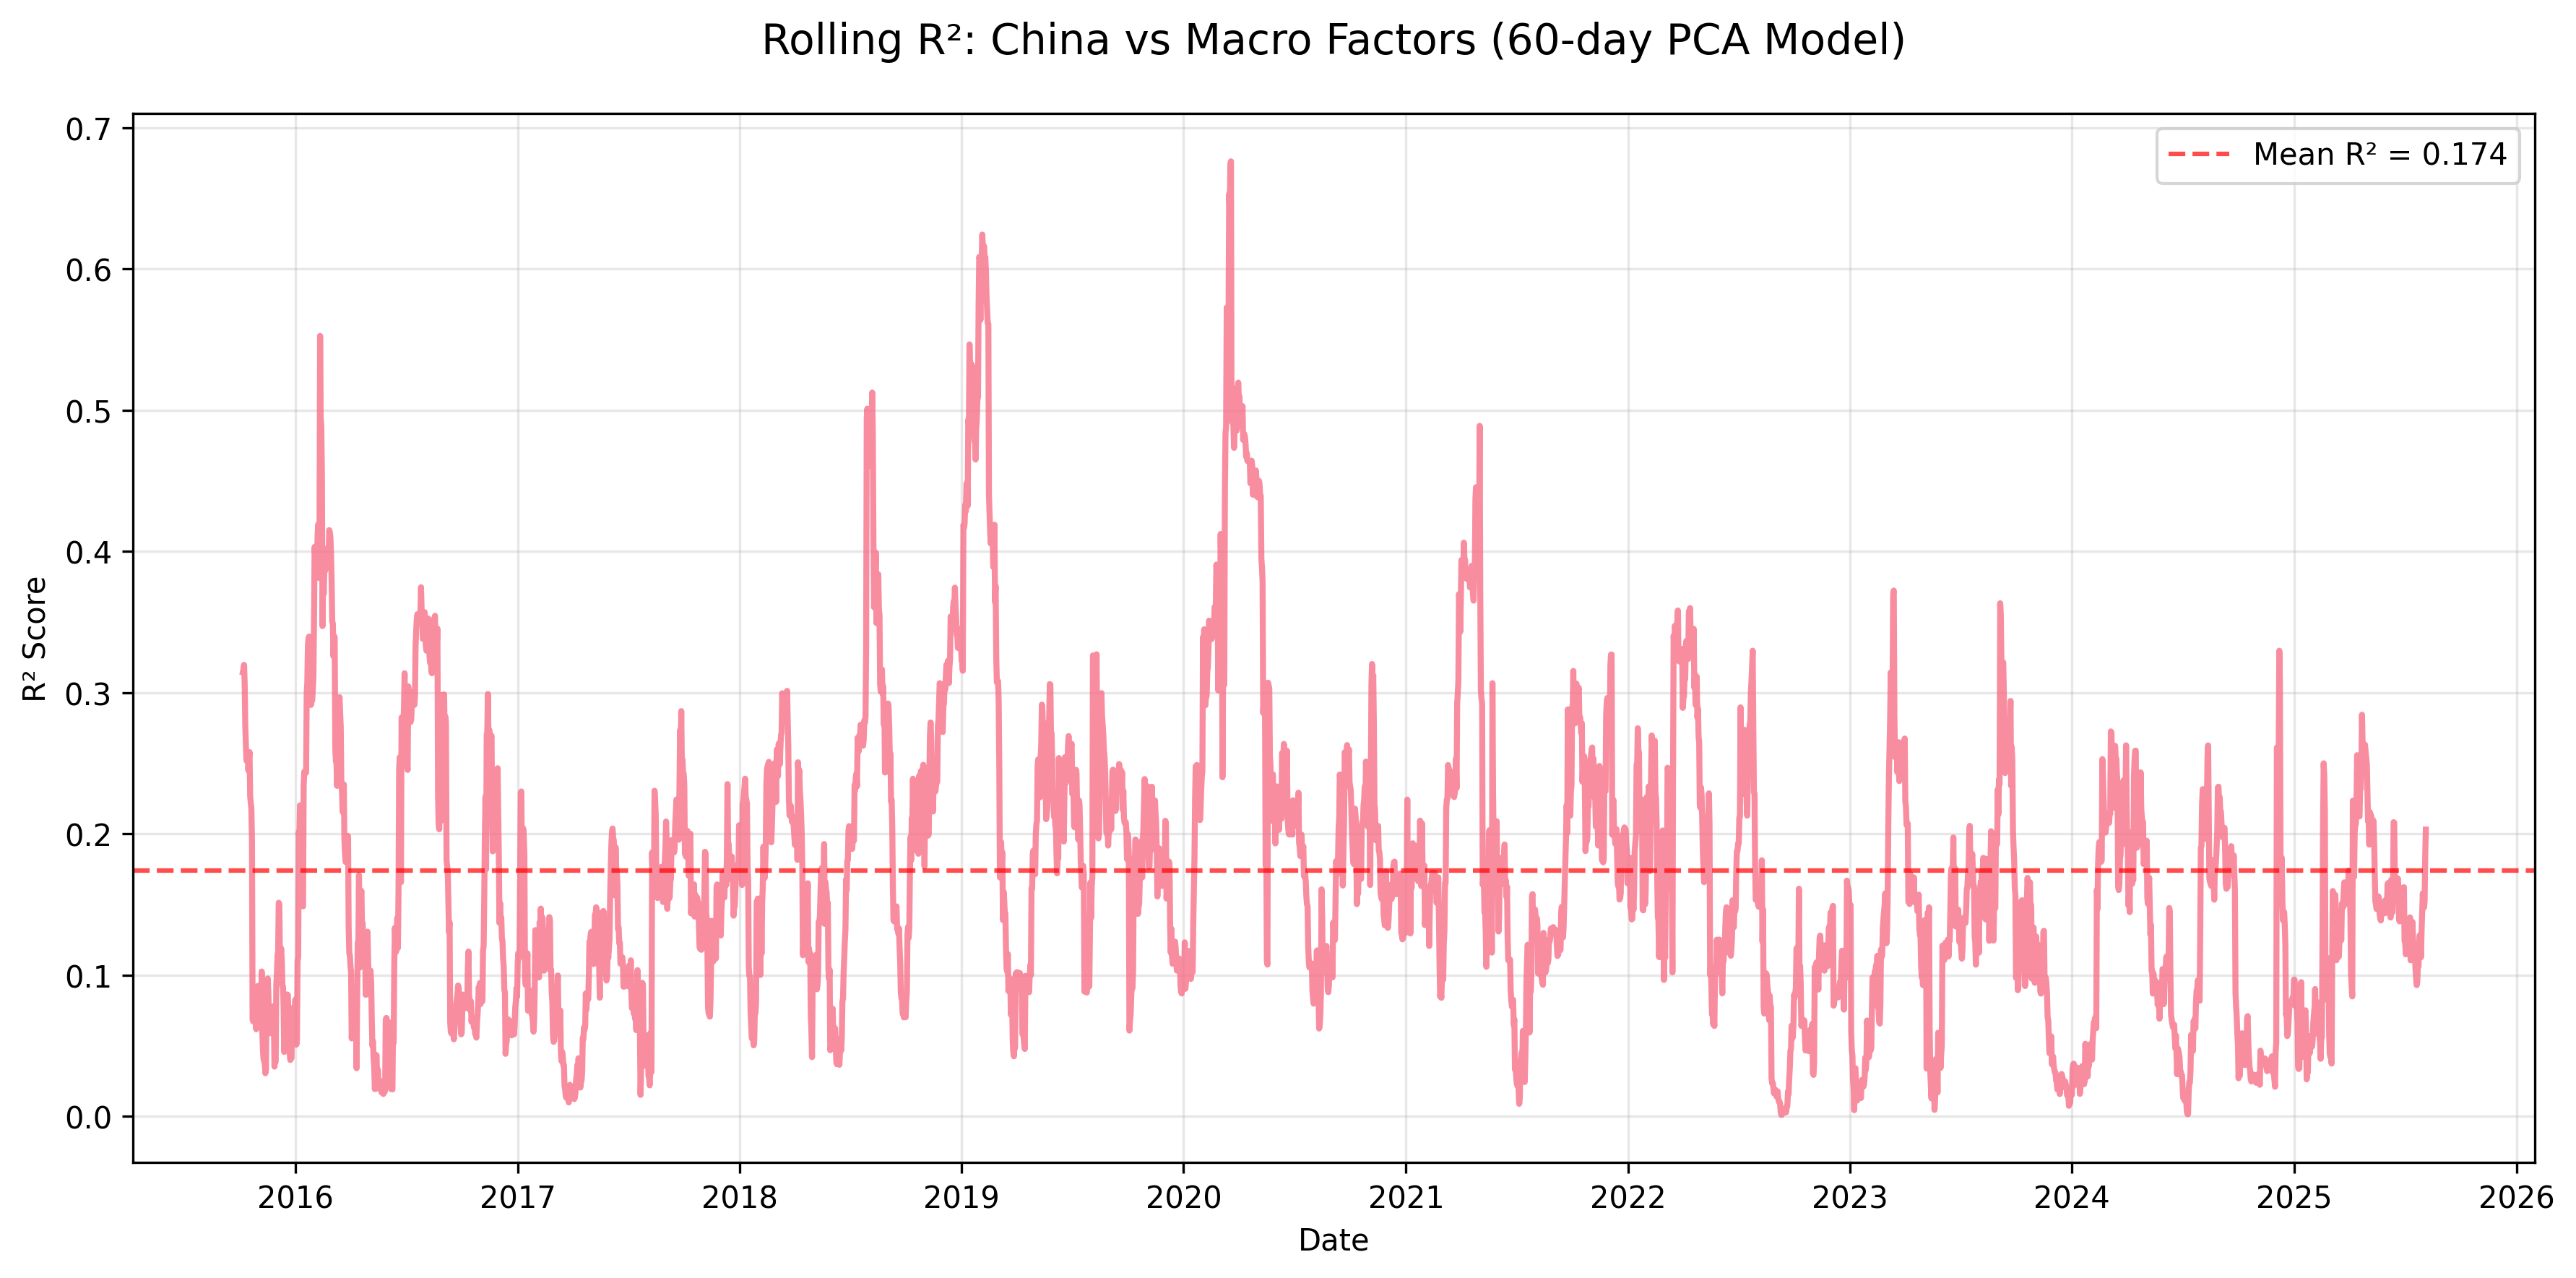 Rolling R²: China vs Macro Factors (60-day PCA Model)
Mean R² = 0.174
R² Score
0.7
0.6
0.5
0.4
0.3
0.2
0.1
0.0
2016 2017 2018 2019 2020 2021 2022 2023 2024 2025 2026
Date